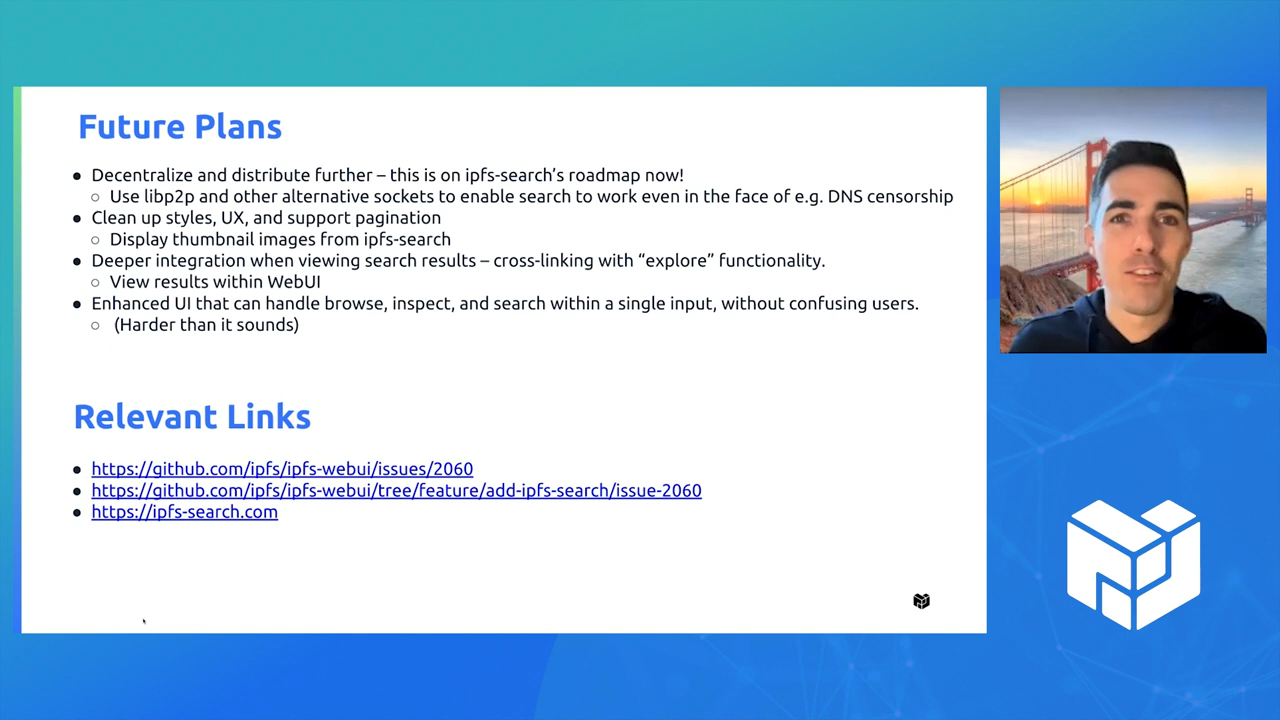 Future Plans
● Decentralize and distribute further – this is on ipfs-search's roadmap now!
○ Use libp2p and other alternative sockets to enable search to work even in the face of e.g. DNS censorship
● Clean up styles, UX, and support pagination
○ Display thumbnail images from ipfs-search
● Deeper integration when viewing search results – cross-linking with “explore” functionality.
○ View results within WebUI
● Enhanced UI that can handle browse, inspect, and search within a single input, without confusing users.
○ (Harder than it sounds)
Relevant Links
● https://github.com/ipfs/ipfs-webui/issues/2060
● https://github.com/ipfs/ipfs-webui/tree/feature/add-ipfs-search/issue-2060
● https://ipfs-search.com